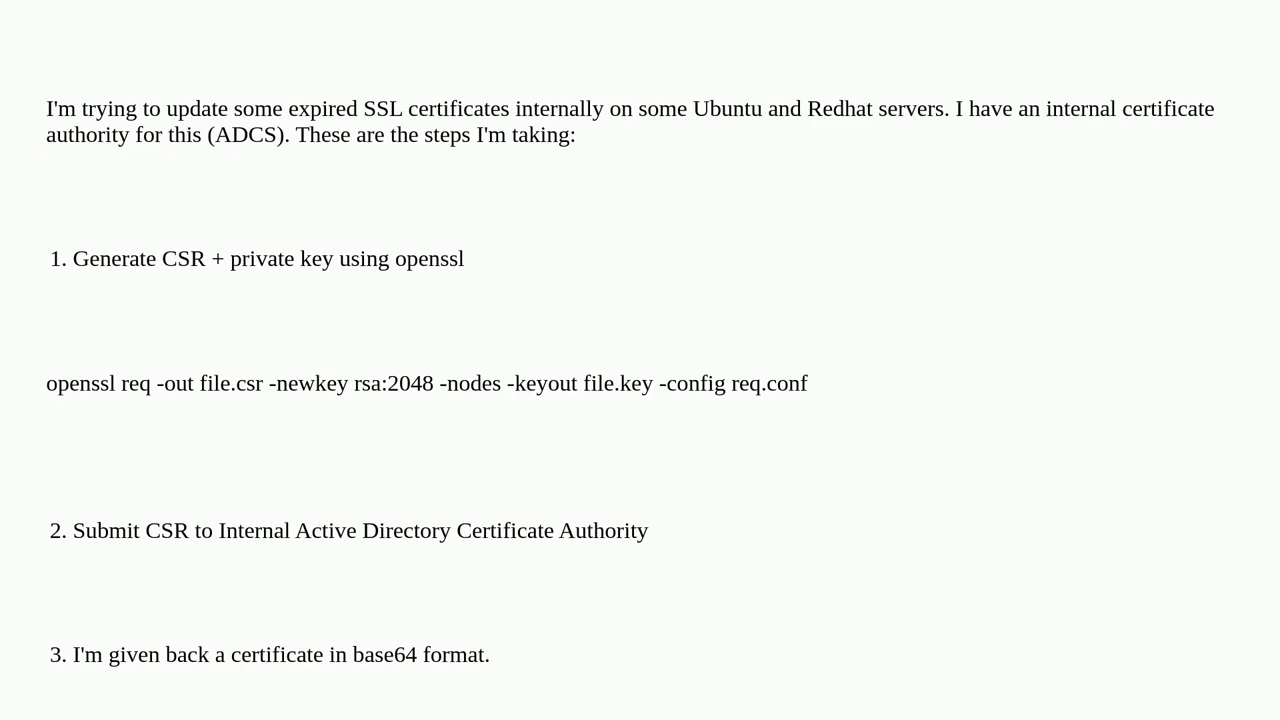 I'm trying to update some expired SSL certificates internally on some Ubuntu and Redhat servers. I have an internal certificate
authority for this (ADCS). These are the steps I'm taking:
1. Generate CSR + private key using openssl
openssl req -out file.csr -newkey rsa:2048 -nodes -keyout file.key -config req.conf
2. Submit CSR to Internal Active Directory Certificate Authority
3. I'm given back a certificate in base64 format.